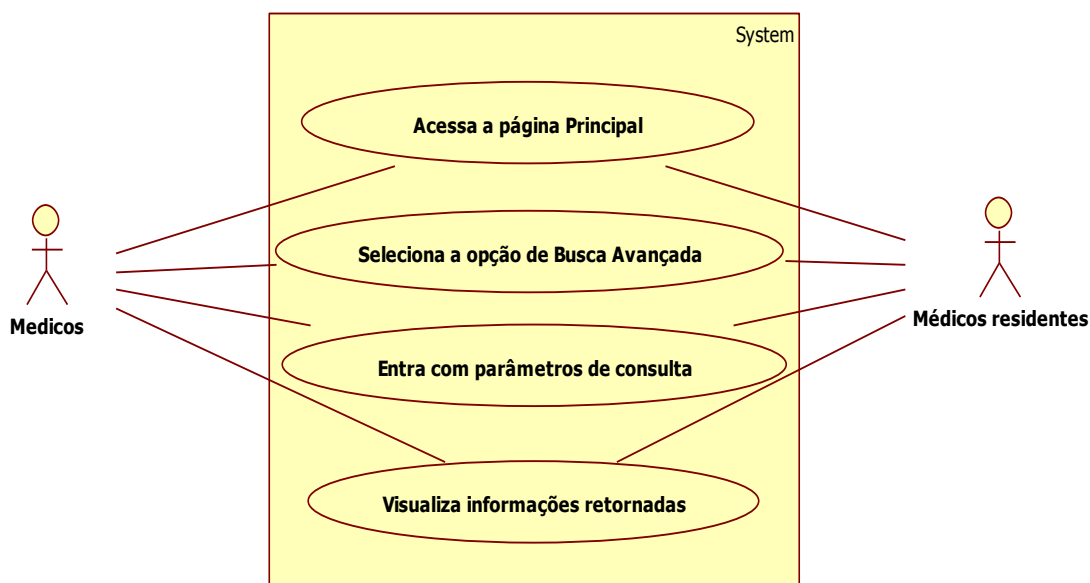 System
Acessa a página Principal
Seleciona a opção de Busca Avançada
Medicos
Médicos residentes
Entra com parâmetros de consulta
Visualiza informações retornadas